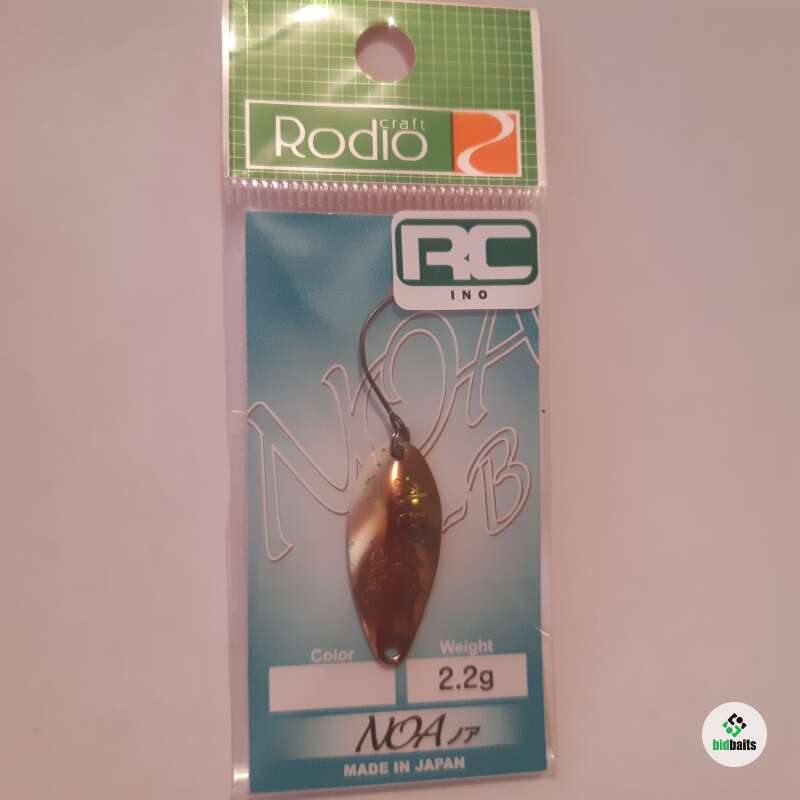 craft
Rodio
RC
INO
NOA
-B
Color
Weight
2.2g
NOA ノア
MADE IN JAPAN
bidbaits